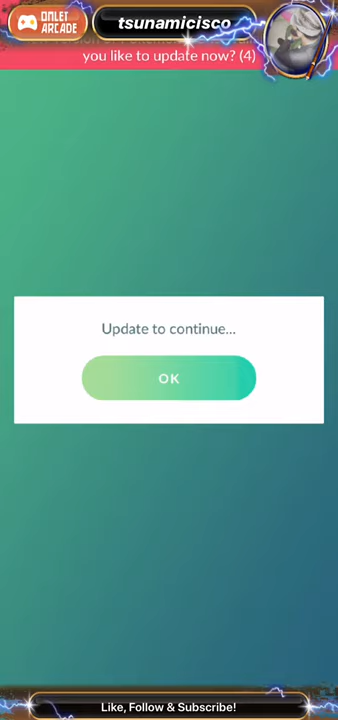 OMLET
ARCADE
tsunamicisco
you like to update now? (4)
Update to continue...
OK
Like, Follow & Subscribe!